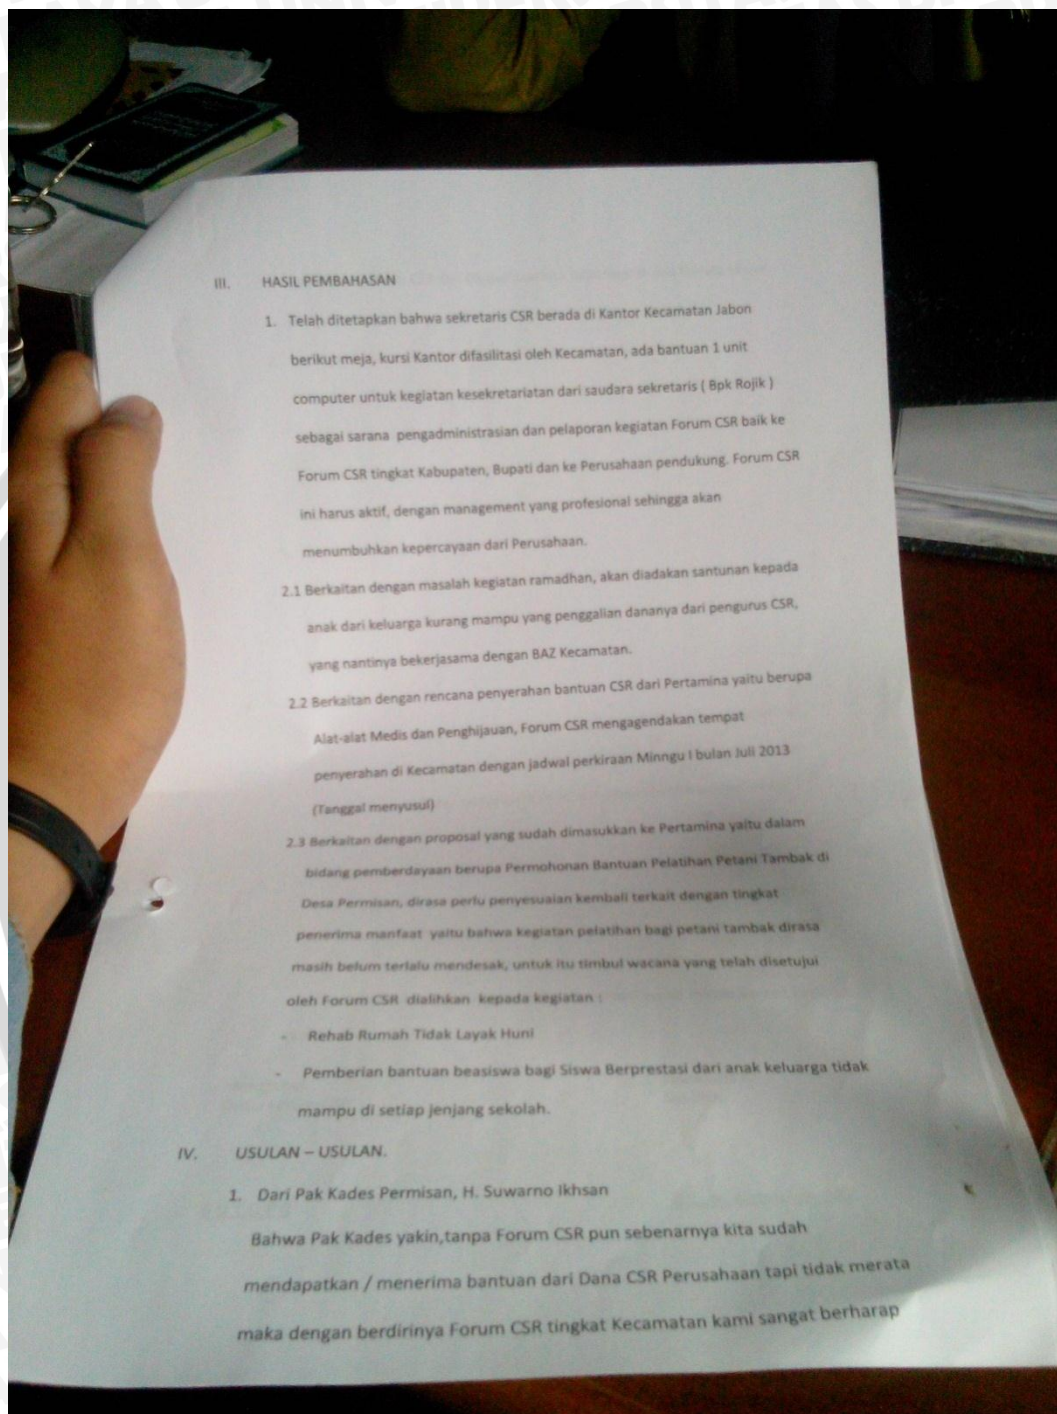 III. HASIL PEMBAHASAN
1. Telah ditetapkan bahwa sekretaris CSR berada di Kantor Kecamatan Jabon
berikut meja, kursi Kantor difasilitasi oleh Kecamatan, ada bantuan 1 unit
computer untuk kegiatan kesekretariatan dari saudara sekretaris ( Bpk Rojik )
sebagai sarana pengadministrasian dan pelaporan kegiatan Forum CSR baik ke
Forum CSR tingkat Kabupaten, Bupati dan ke Perusahaan pendukung. Forum CSR
ini harus aktif, dengan management yang profesional sehingga akan
menumbuhkan kepercayaan dari Perusahaan.
2.1 Berkaitan dengan masalah kegiatan ramadhan, akan diadakan santunan kepada
anak dari keluarga kurang mampu yang penggalian dananya dari pengurus CSR,
yang nantinya bekerjasama dengan BAZ Kecamatan.
2.2 Berkaitan dengan rencana penyerahan bantuan CSR dari Pertamina yaitu berupa
Alat-alat Medis dan Penghijauan, Forum CSR mengagendakan tempat
penyerahan di Kecamatan dengan jadwal perkiraan Minngu I bulan Juli 2013
(Tanggal menyusul)
2.3 Berkaitan dengan proposal yang sudah dimasukkan ke Pertamina yaitu dalam
bidang pemberdayaan berupa Permohonan Bantuan Pelatihan Petani Tambak di
Desa Permisan, dirasa perlu penyesuaian kembali terkait dengan tingkat
penerima manfaat yaitu bahwa kegiatan pelatihan bagi petani tambak dirasa
masih belum terlalu mendesak, untuk itu timbul wacana yang telah disetujui
oleh Forum CSR dialihkan kepada kegiatan :
- Rehab Rumah Tidak Layak Huni
- Pemberian bantuan beasiswa bagi Siswa Berprestasi dari anak keluarga tidak
mampu di setiap jenjang sekolah.
IV. USULAN – USULAN.
1. Dari Pak Kades Permisan, H. Suwarno Ikhsan
Bahwa Pak Kades yakin,tanpa Forum CSR pun sebenarnya kita sudah
mendapatkan / menerima bantuan dari Dana CSR Perusahaan tapi tidak merata
maka dengan berdirinya Forum CSR tingkat Kecamatan kami sangat berharap